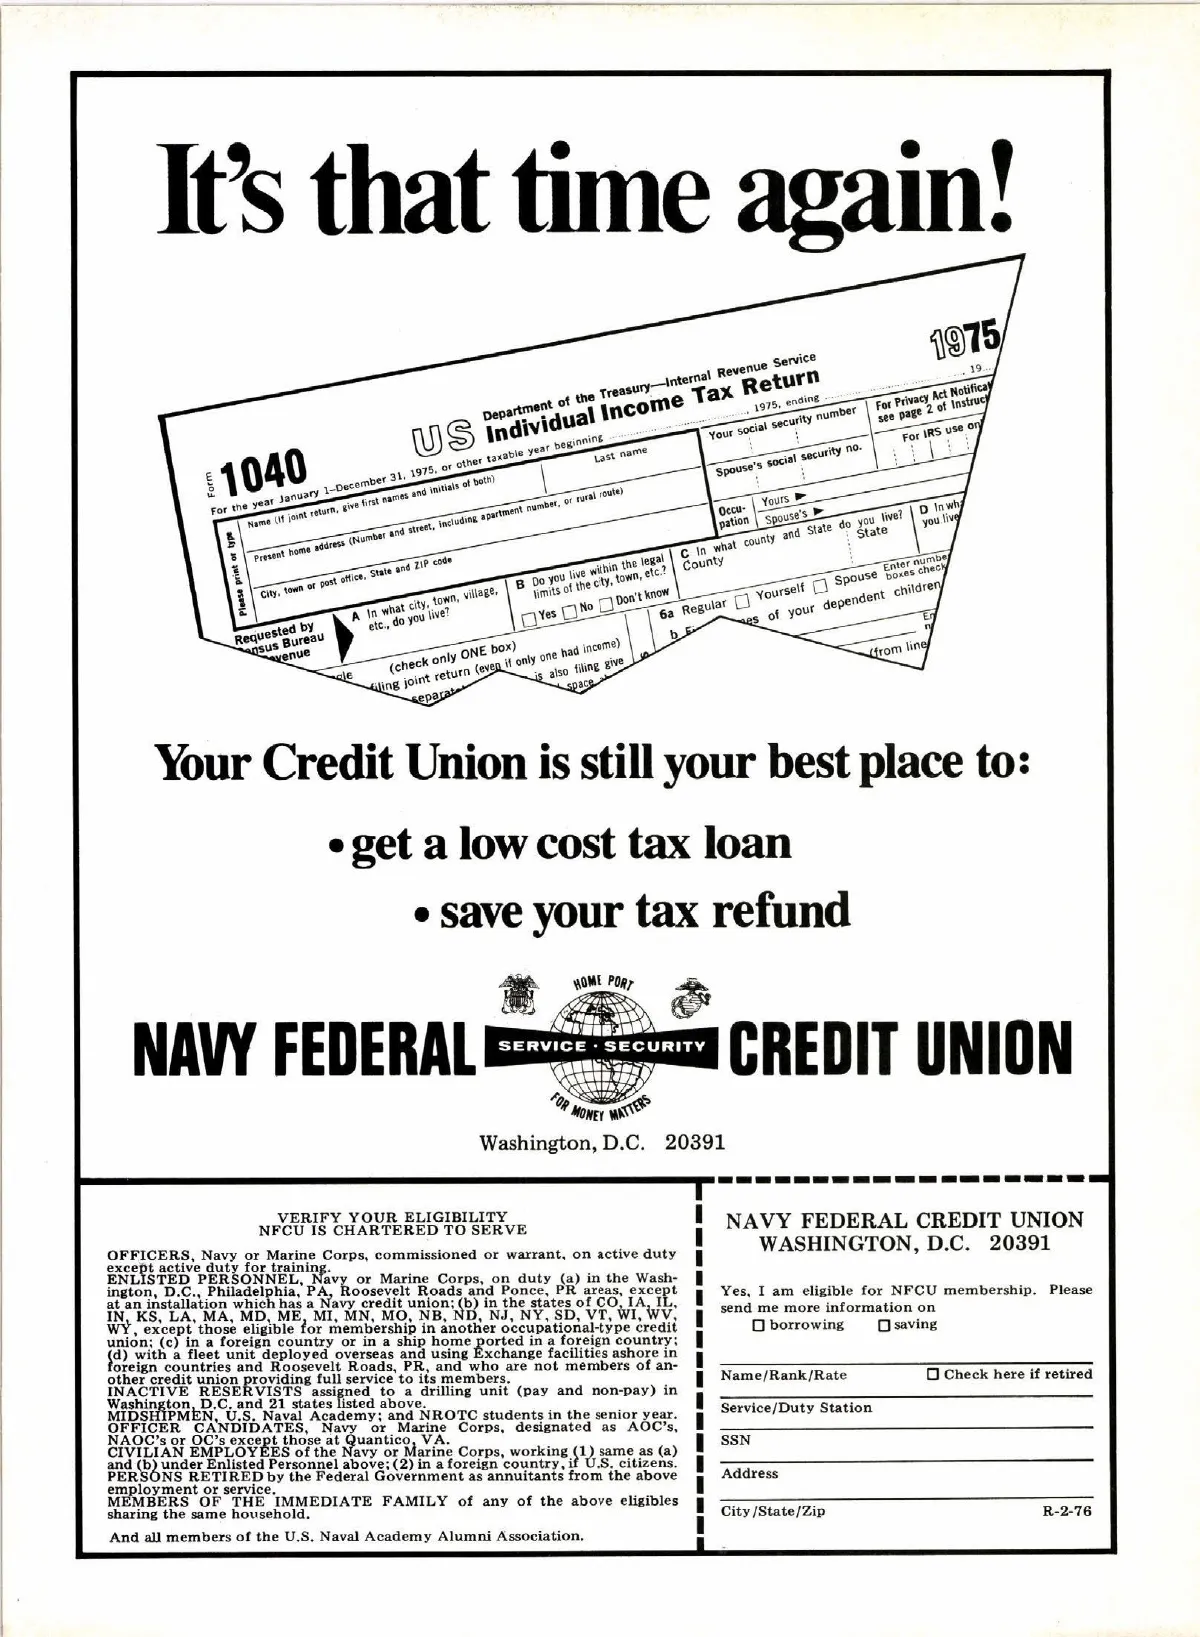 It's that time again!
1975
Department of the Treasury—Internal Revenue Service
US Individual Income Tax Return
Form 1040
For the year January 1–December 31, 1975, or other taxable year beginning ........ , 1975, ending ........ , 19...
Name (If joint return, give first names and initials of both)
Last name
Your social security number
For Privacy Act Notificat
see page 2 of Instruct
Present home address (Number and street, including apartment number, or rural route)
Spouse's social security no.
For IRS use on
City, town or post office, State and ZIP code
Occu-
pation
Yours ▶
Spouse's ▶
Please print or type
Requested by
ensus Bureau
venue
A In what city, town, village,
etc., do you live?
B Do you live within the legal
limits of the city, town, etc.?
Yes No Don't know
C In what county and State do you live?
County State
D In wh
you live
(check only ONE box)
filing joint return (even if only one had income)
separat
is also filing give
space
6a Regular Yourself Spouse
Enter numbe
boxes check
b
es of your dependent children
(from line
Your Credit Union is still your best place to:
• get a low cost tax loan
• save your tax refund
HOME PORT
NAVY FEDERAL SERVICE • SECURITY CREDIT UNION
FOR MONEY MATTERS
Washington, D.C. 20391
VERIFY YOUR ELIGIBILITY
NFCU IS CHARTERED TO SERVE
OFFICERS, Navy or Marine Corps, commissioned or warrant, on active duty
except active duty for training.
ENLISTED PERSONNEL, Navy or Marine Corps, on duty (a) in the Wash-
ington, D.C., Philadelphia, PA, Roosevelt Roads and Ponce, PR areas, except
at an installation which has a Navy credit union; (b) in the states of CO, IA, IL,
IN, KS, LA, MA, MD, ME, MI, MN, MO, NB, ND, NJ, NY, SD, VT, WI, WV,
WY, except those eligible for membership in another occupational-type credit
union; (c) in a foreign country or in a ship home ported in a foreign country;
(d) with a fleet unit deployed overseas and using Exchange facilities ashore in
foreign countries and Roosevelt Roads, PR, and who are not members of an-
other credit union providing full service to its members.
INACTIVE RESERVISTS assigned to a drilling unit (pay and non-pay) in
Washington, D.C. and 21 states listed above.
MIDSHIPMEN, U.S. Naval Academy; and NROTC students in the senior year.
OFFICER CANDIDATES, Navy or Marine Corps, designated as AOC's,
NAOC's or OC's except those at Quantico, VA.
CIVILIAN EMPLOYEES of the Navy or Marine Corps, working (1) same as (a)
and (b) under Enlisted Personnel above; (2) in a foreign country, if U.S. citizens.
PERSONS RETIRED by the Federal Government as annuitants from the above
employment or service.
MEMBERS OF THE IMMEDIATE FAMILY of any of the above eligibles
sharing the same household.
And all members of the U.S. Naval Academy Alumni Association.
NAVY FEDERAL CREDIT UNION
WASHINGTON, D.C. 20391
Yes, I am eligible for NFCU membership. Please
send me more information on
☐ borrowing ☐ saving
Name/Rank/Rate ☐ Check here if retired
Service/Duty Station
SSN
Address
City/State/Zip R-2-76